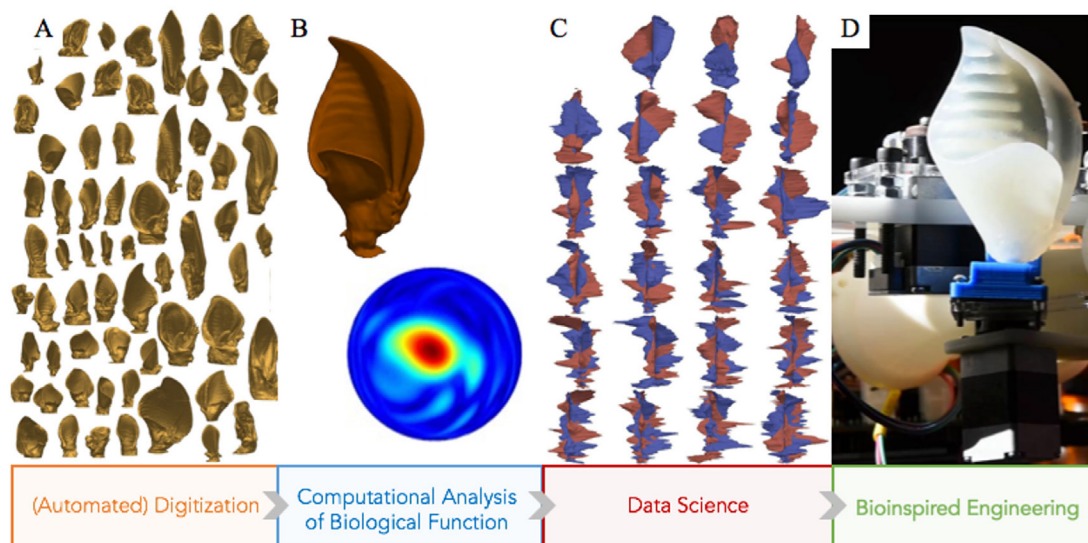 A
B
C
D
(Automated) Digitization
Computational Analysis
of Biological Function
Data Science
Bioinspired Engineering